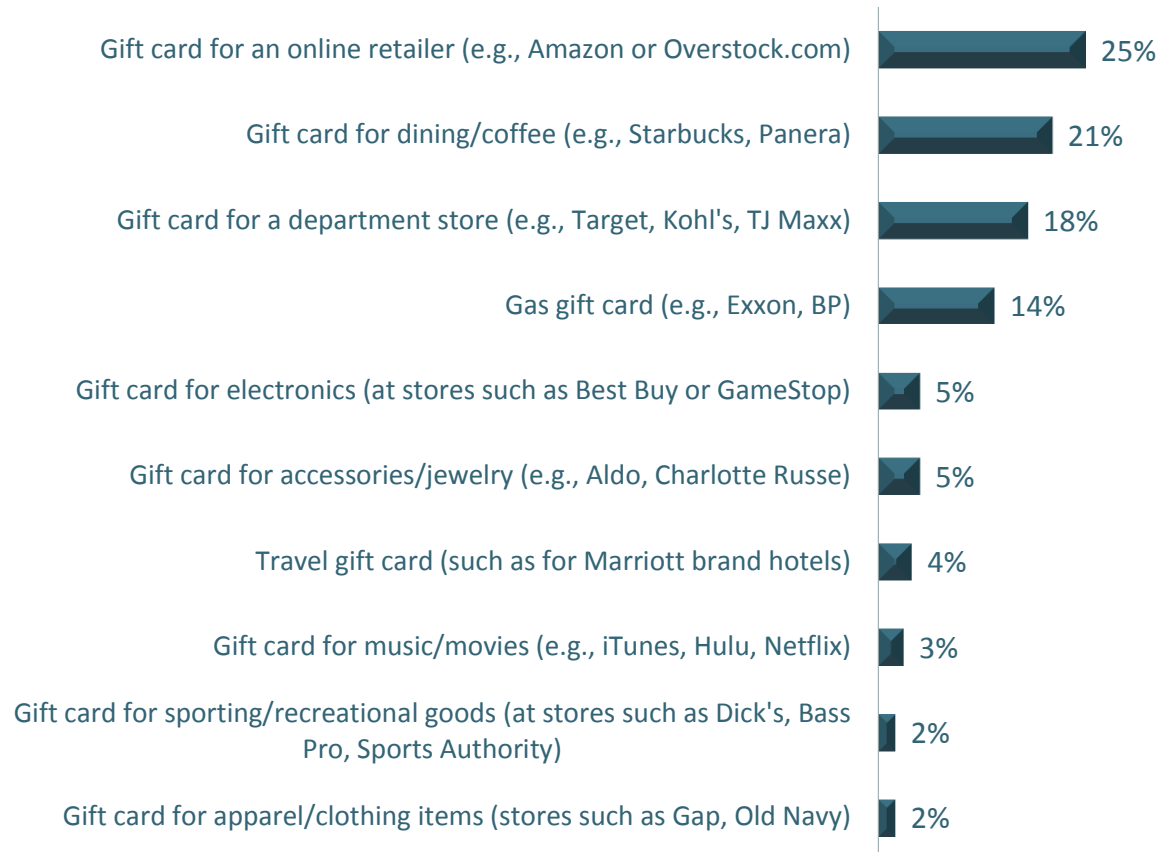 Gift card for an online retailer (e.g., Amazon or Overstock.com) 25%
Gift card for dining/coffee (e.g., Starbucks, Panera) 21%
Gift card for a department store (e.g., Target, Kohl's, TJ Maxx) 18%
Gas gift card (e.g., Exxon, BP) 14%
Gift card for electronics (at stores such as Best Buy or GameStop) 5%
Gift card for accessories/jewelry (e.g., Aldo, Charlotte Russe) 5%
Travel gift card (such as for Marriott brand hotels) 4%
Gift card for music/movies (e.g., iTunes, Hulu, Netflix) 3%
Gift card for sporting/recreational goods (at stores such as Dick's, Bass
Pro, Sports Authority) 2%
Gift card for apparel/clothing items (stores such as Gap, Old Navy) 2%